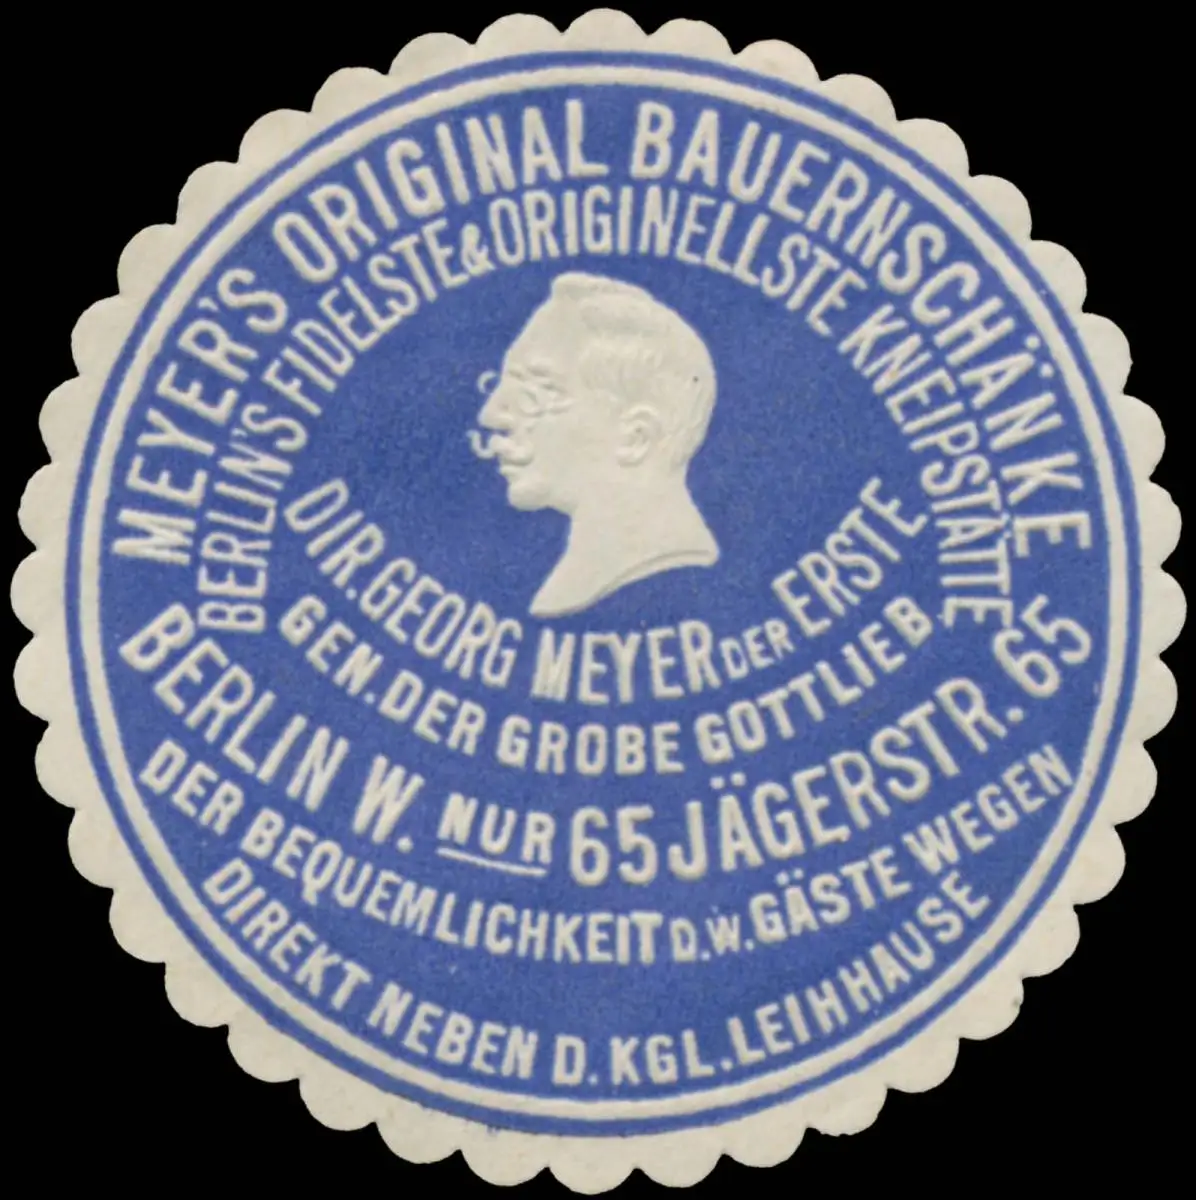 MEYER'S ORIGINAL BAUERNSCHÄNKE
BERLIN'S FIDELSTE & ORIGINELLSTE KNEIPSTÄTTE
DIR. GEORG MEYER DER ERSTE
GEN. DER GROBE GOTTLIEB
BERLIN W. NUR 65 JÄGERSTR. 65
DER BEQUEMLICHKEIT D.W. GÄSTE WEGEN
DIREKT NEBEN D. KGL. LEIHHAUSE